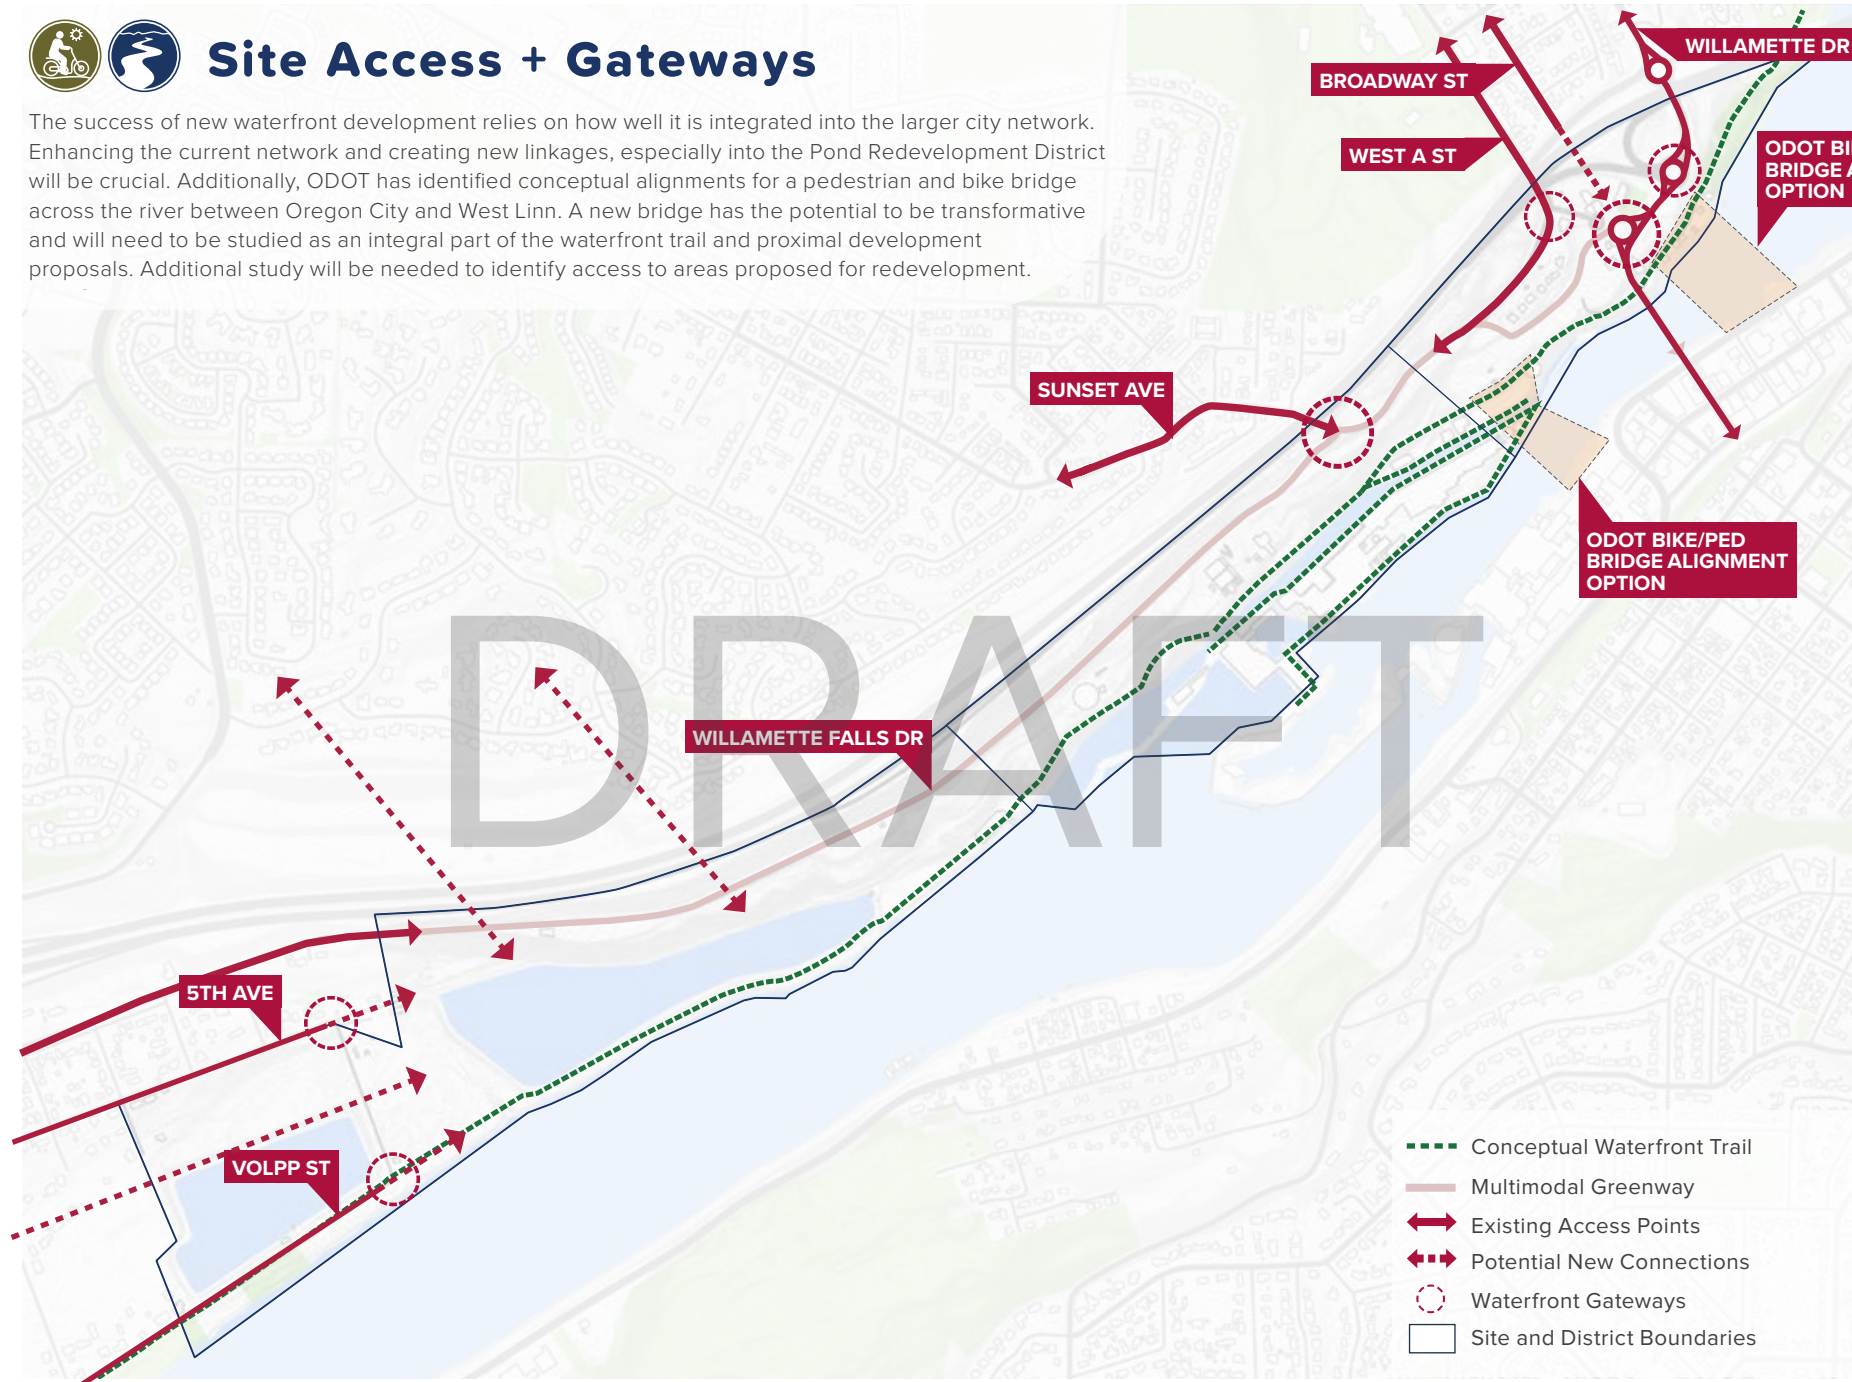 Site Access + Gateways
The success of new waterfront development relies on how well it is integrated into the larger city network.
Enhancing the current network and creating new linkages, especially into the Pond Redevelopment District
will be crucial. Additionally, ODOT has identified conceptual alignments for a pedestrian and bike bridge
across the river between Oregon City and West Linn. A new bridge has the potential to be transformative
and will need to be studied as an integral part of the waterfront trail and proximal development
proposals. Additional study will be needed to identify access to areas proposed for redevelopment.
WILLAMETTE DR
BROADWAY ST
WEST A ST
ODOT BI
BRIDGE A
OPTION
SUNSET AVE
ODOT BIKE/PED
BRIDGE ALIGNMENT
OPTION
DRAFT
WILLAMETTE FALLS DR
5TH AVE
VOLPP ST
Conceptual Waterfront Trail
Multimodal Greenway
Existing Access Points
Potential New Connections
Waterfront Gateways
Site and District Boundaries